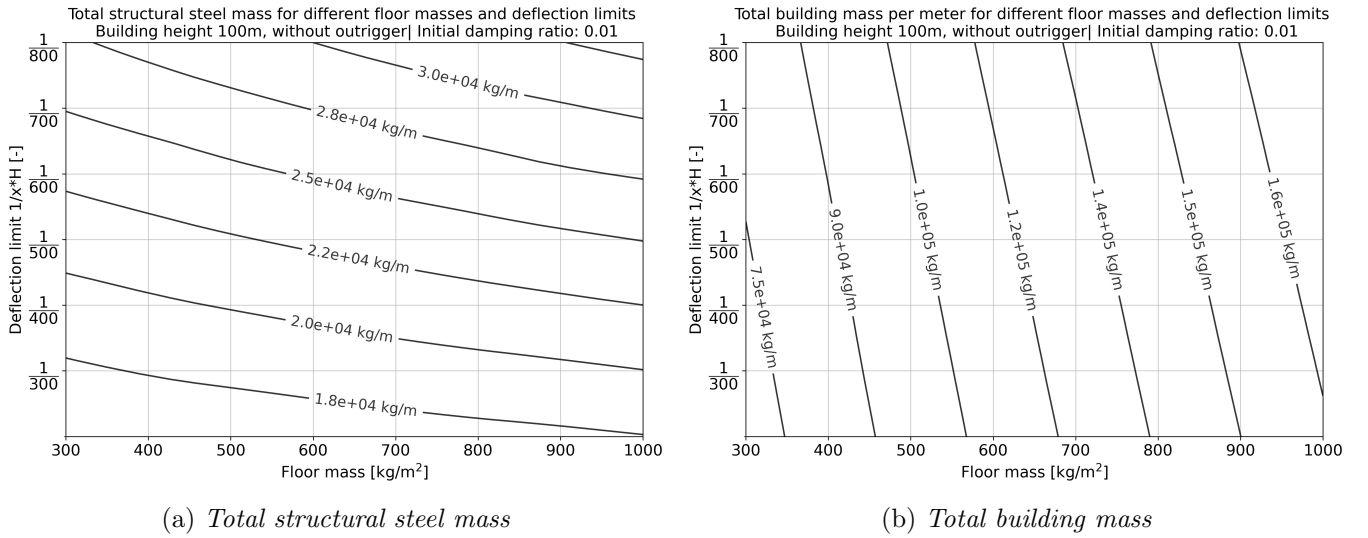 Total structural steel mass for different floor masses and deflection limits
Building height 100m, without outrigger| Initial damping ratio: 0.01
Deflection limit 1/x*H [-]
1/800
1/700
1/600
1/500
1/400
1/300
3.0e+04 kg/m
2.8e+04 kg/m
2.5e+04 kg/m
2.2e+04 kg/m
2.0e+04 kg/m
1.8e+04 kg/m
300 400 500 600 700 800 900 1000
Floor mass [kg/m²]
(a) Total structural steel mass
Total building mass per meter for different floor masses and deflection limits
Building height 100m, without outrigger| Initial damping ratio: 0.01
Deflection limit 1/x*H [-]
1/800
1/700
1/600
1/500
1/400
1/300
7.5e+04 kg/m
9.0e+04 kg/m
1.0e+05 kg/m
1.2e+05 kg/m
1.4e+05 kg/m
1.5e+05 kg/m
1.6e+05 kg/m
300 400 500 600 700 800 900 1000
Floor mass [kg/m²]
(b) Total building mass